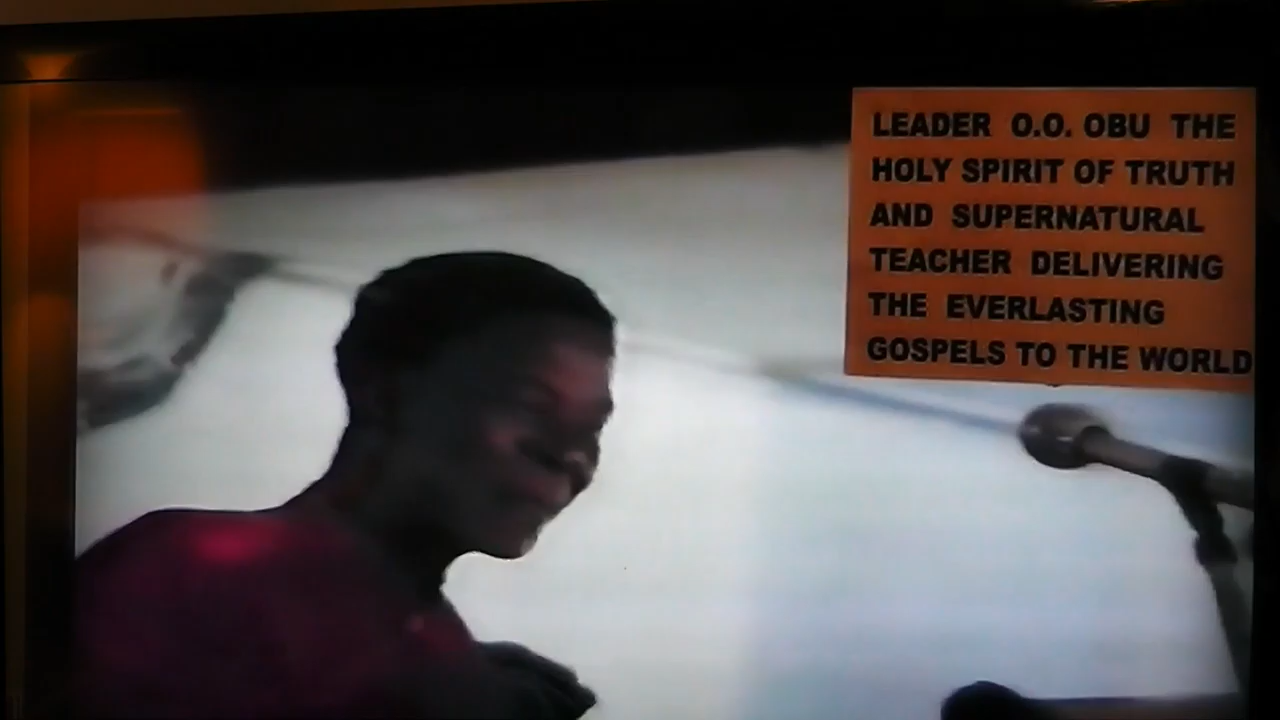 LEADER O.O. OBU THE
HOLY SPIRIT OF TRUTH
AND SUPERNATURAL
TEACHER DELIVERING
THE EVERLASTING
GOSPELS TO THE WORLD